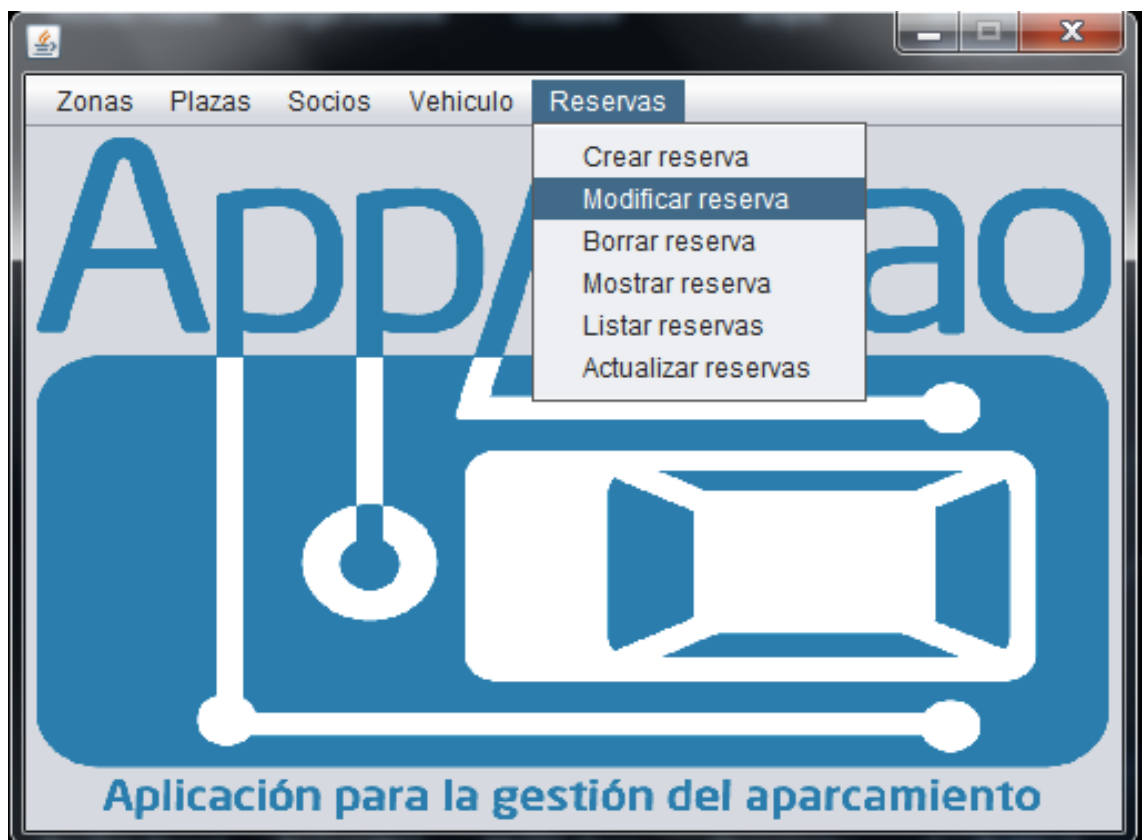 Zonas Plazas Socios Vehiculo Reservas
Crear reserva
Modificar reserva
Borrar reserva
Mostrar reserva
Listar reservas
Actualizar reservas
Aplicación para la gestión del aparcamiento